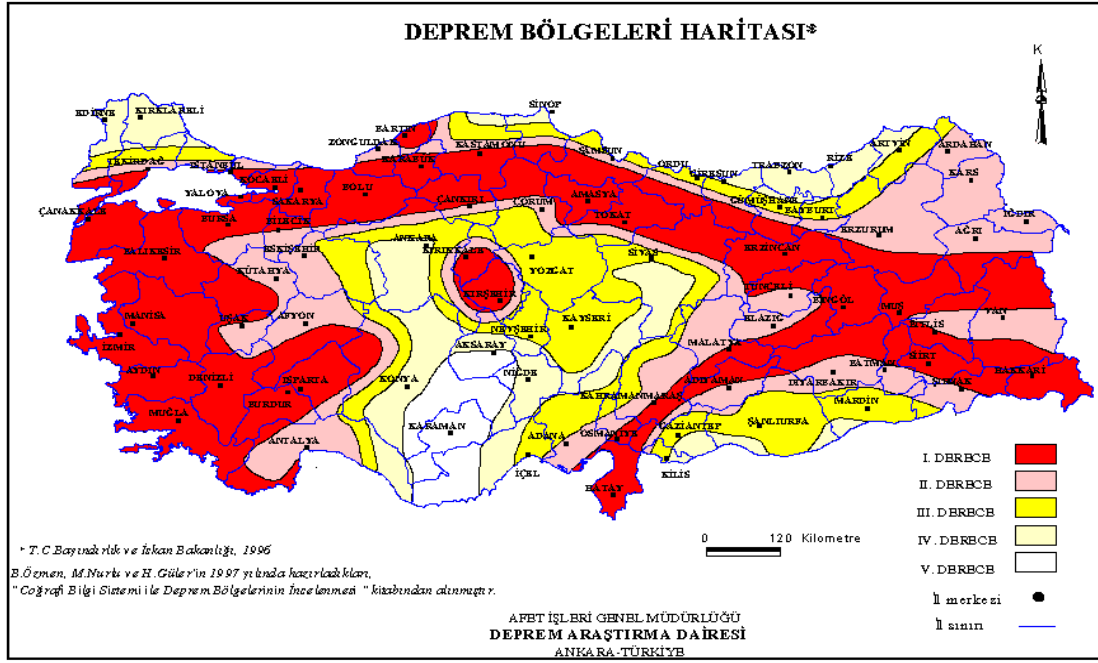 DEPREM BÖLGELERİ HARİTASI*
K
SİNOP
EDİRNE
KIRKLARELİ
BARTIN
ZONGULDAK
KASTAMONU
KARABÜK
SAMSUN
ORDU
GİRESUN
TRABZON
RİZE
ARTVİN
ARDAHAN
KARS
TEKİRDAĞ
İSTANBUL
KOCAELİ
YALOVA
SAKARYA
BOLU
ÇANKIRI
ÇORUM
AMASYA
TOKAT
GÜMÜŞHANE
BAYBURT
ERZURUM
IĞDIR
AĞRI
ÇANAKKALE
BURSA
BİLECİK
BALIKESİR
ESKİŞEHİR
KÜTAHYA
ANKARA
KIRIKKALE
YOZGAT
SİVAS
ERZİNCAN
KIRŞEHİR
TUNCELİ
BİNGÖL
MUŞ
VAN
MANİSA
UŞAK
AFYON
NEVŞEHİR
KAYSERİ
ELAZIĞ
BİTLİS
İZMİR
AKSARAY
MALATYA
SİİRT
AYDIN
DENİZLİ
ISPARTA
KONYA
NİĞDE
ADIYAMAN
DİYARBAKIR
BATMAN
ŞIRNAK
HAKKARİ
BURDUR
KAHRAMANMARAŞ
MARDİN
MUĞLA
KARAMAN
ADANA
OSMANİYE
GAZİANTEP
ŞANLIURFA
ANTALYA
İÇEL
KİLİS
HATAY
I. DERECE
II. DERECE
III. DERECE
IV. DERECE
V. DERECE
İl merkezi
İl sınırı
0 120 Kilometre
* T.C.Bayındırlık ve İskan Bakanlığı, 1996
B.Özmen, M.Nurlu ve H.Güler'in 1997 yılında hazırladıkları,
" Coğrafi Bilgi Sistemi ile Deprem Bölgelerinin İncelenmesi " kitabından alınmıştır.
AFET İŞLERİ GENEL MÜDÜRLÜĞÜ
DEPREM ARAŞTIRMA DAİRESİ
ANKARA-TÜRKİYE